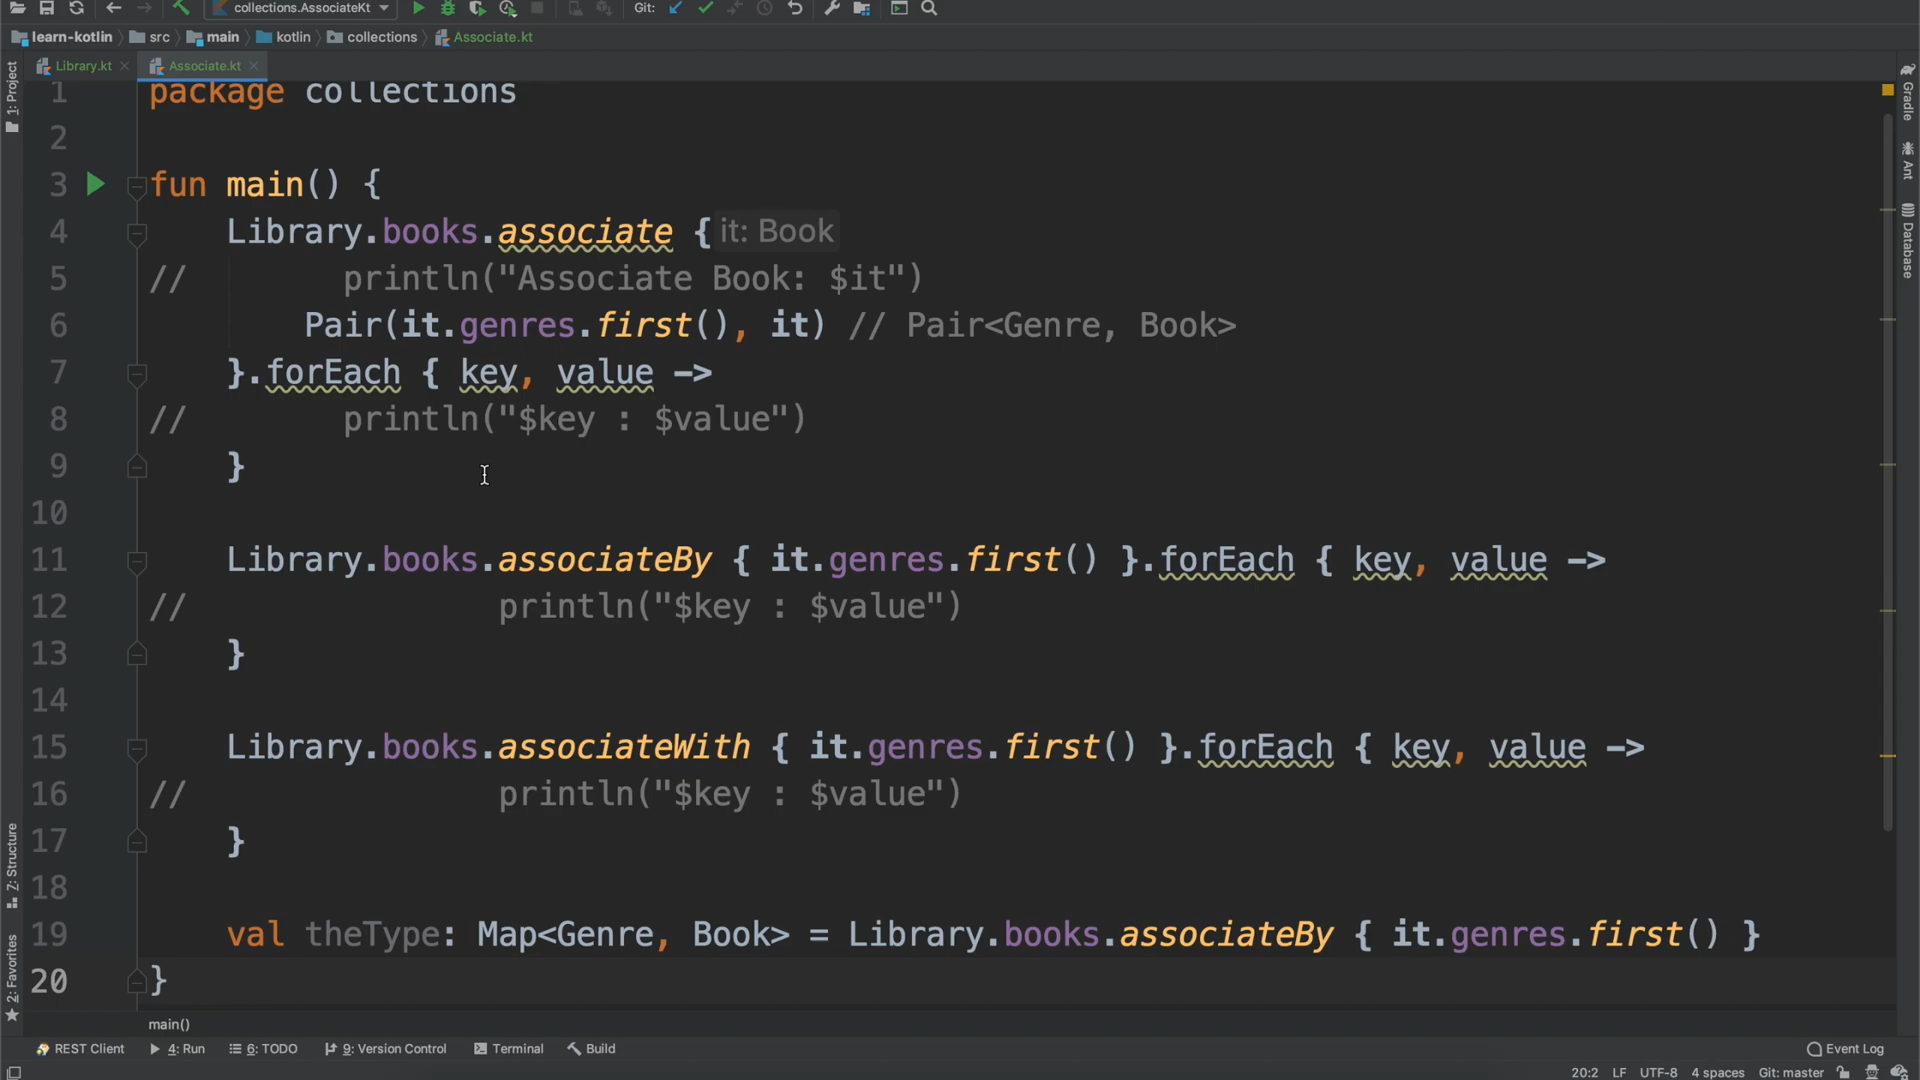 collections.AssociateKt
Git:
learn-kotlin
src
main
kotlin
collections
Associate.kt
Library.kt
Associate.kt
1: Project
Z: Structure
2: Favorites
Gradle
Ant
Database
1 package collections
2
3 fun main() {
4 Library.books.associate { it: Book
5 // println("Associate Book: $it")
6 Pair(it.genres.first(), it) // Pair<Genre, Book>
7 }.forEach { key, value ->
8 // println("$key : $value")
9 }
10
11 Library.books.associateBy { it.genres.first() }.forEach { key, value ->
12 // println("$key : $value")
13 }
14
15 Library.books.associateWith { it.genres.first() }.forEach { key, value ->
16 // println("$key : $value")
17 }
18
19 val theType: Map<Genre, Book> = Library.books.associateBy { it.genres.first() }
20 }
main()
REST Client
4: Run
6: TODO
9: Version Control
Terminal
Build
Event Log
20:2 LF UTF-8 4 spaces Git: master